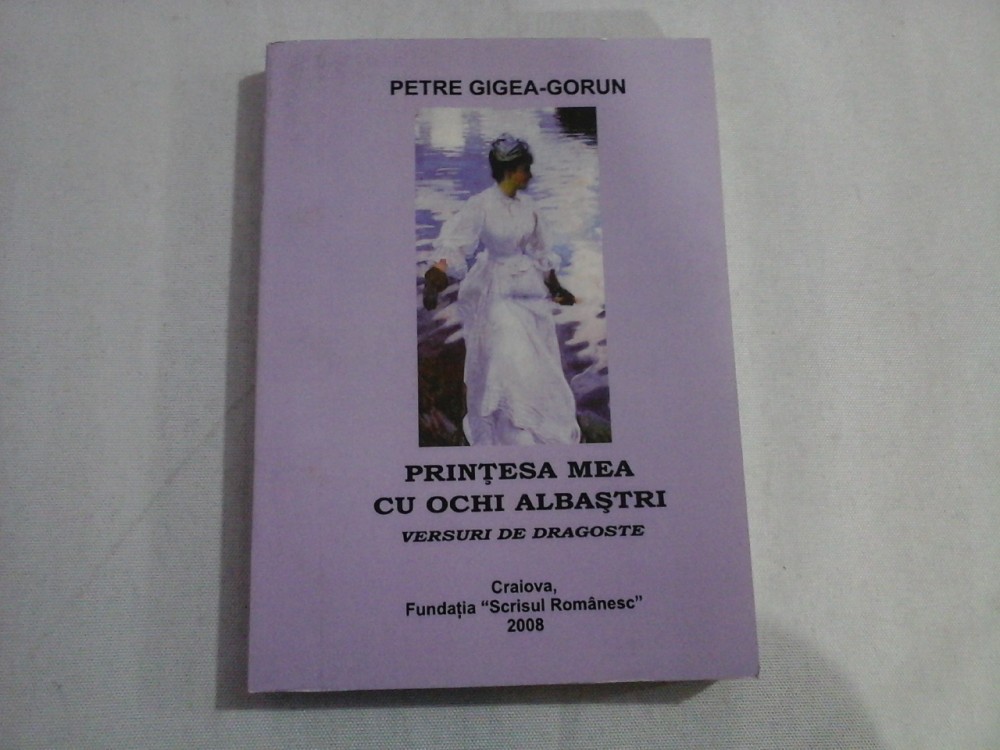 PETRE GIGEA-GORUN
PRINŢESA MEA
CU OCHI ALBAŞTRI
VERSURI DE DRAGOSTE
Craiova,
Fundaţia “Scrisul Românesc”
2008